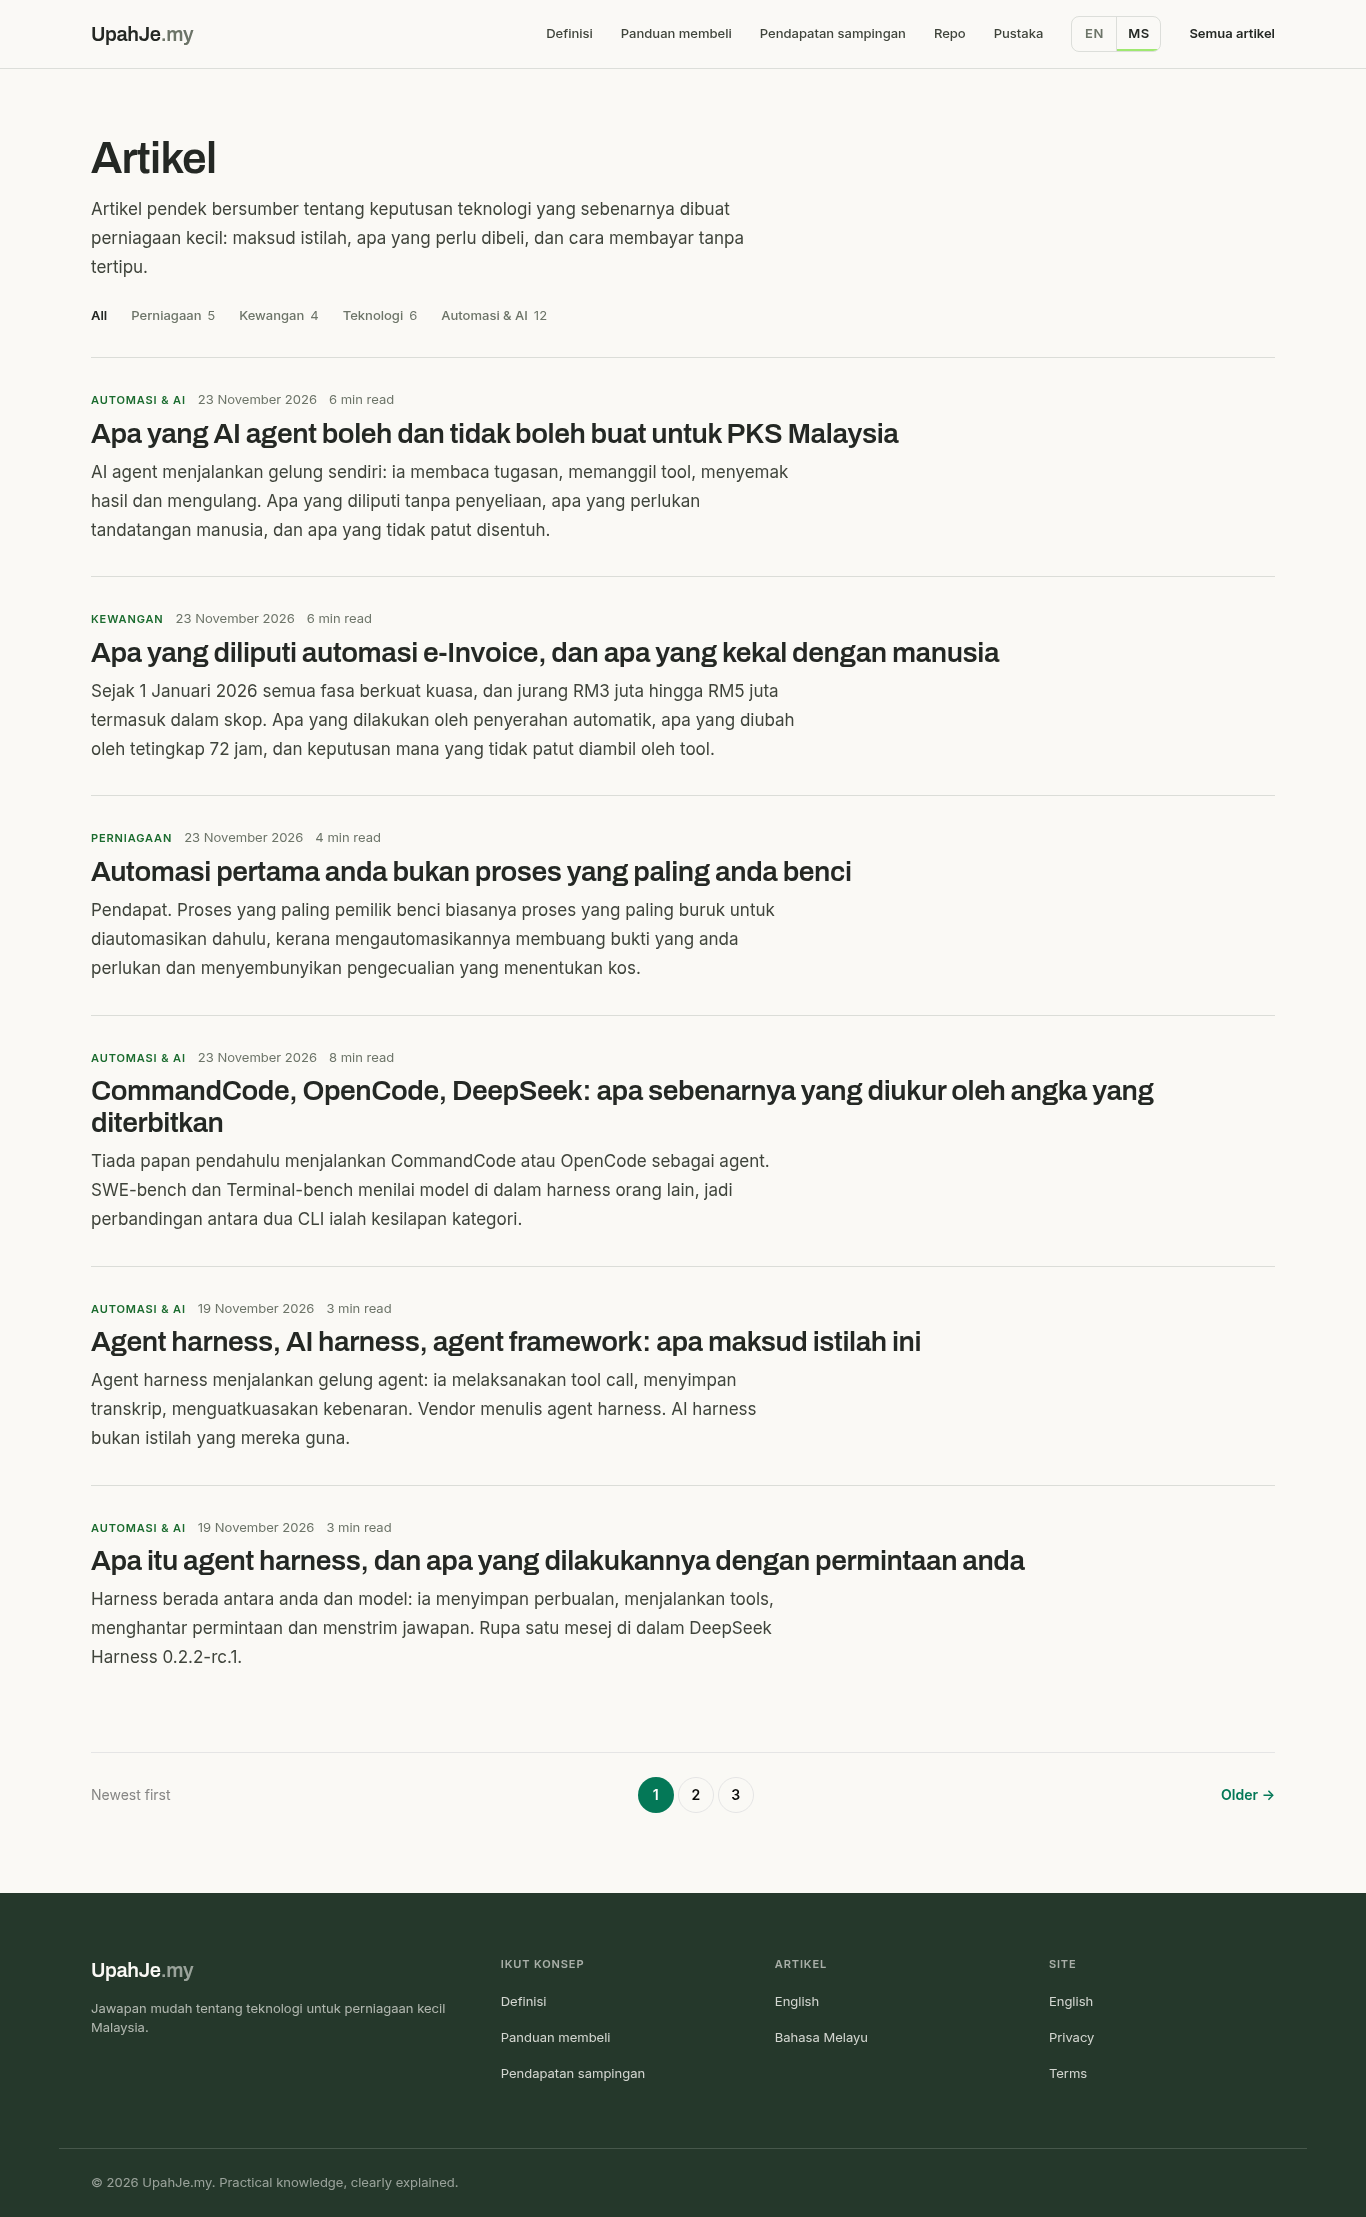 UpahJe.my
Definisi
Panduan membeli
Pendapatan sampingan
Repo
Pustaka
EN
MS
Semua artikel
Artikel
Artikel pendek bersumber tentang keputusan teknologi yang sebenarnya dibuat
perniagaan kecil: maksud istilah, apa yang perlu dibeli, dan cara membayar tanpa
tertipu.
All
Perniagaan 5
Kewangan 4
Teknologi 6
Automasi & AI 12
AUTOMASI & AI 23 November 2026 6 min read
Apa yang AI agent boleh dan tidak boleh buat untuk PKS Malaysia
AI agent menjalankan gelung sendiri: ia membaca tugasan, memanggil tool, menyemak
hasil dan mengulang. Apa yang diliputi tanpa penyeliaan, apa yang perlukan
tandatangan manusia, dan apa yang tidak patut disentuh.
KEWANGAN 23 November 2026 6 min read
Apa yang diliputi automasi e-Invoice, dan apa yang kekal dengan manusia
Sejak 1 Januari 2026 semua fasa berkuat kuasa, dan jurang RM3 juta hingga RM5 juta
termasuk dalam skop. Apa yang dilakukan oleh penyerahan automatik, apa yang diubah
oleh tetingkap 72 jam, dan keputusan mana yang tidak patut diambil oleh tool.
PERNIAGAAN 23 November 2026 4 min read
Automasi pertama anda bukan proses yang paling anda benci
Pendapat. Proses yang paling pemilik benci biasanya proses yang paling buruk untuk
diautomasikan dahulu, kerana mengautomasikannya membuang bukti yang anda
perlukan dan menyembunyikan pengecualian yang menentukan kos.
AUTOMASI & AI 23 November 2026 8 min read
CommandCode, OpenCode, DeepSeek: apa sebenarnya yang diukur oleh angka yang
diterbitkan
Tiada papan pendahulu menjalankan CommandCode atau OpenCode sebagai agent.
SWE-bench dan Terminal-bench menilai model di dalam harness orang lain, jadi
perbandingan antara dua CLI ialah kesilapan kategori.
AUTOMASI & AI 19 November 2026 3 min read
Agent harness, AI harness, agent framework: apa maksud istilah ini
Agent harness menjalankan gelung agent: ia melaksanakan tool call, menyimpan
transkrip, menguatkuasakan kebenaran. Vendor menulis agent harness. AI harness
bukan istilah yang mereka guna.
AUTOMASI & AI 19 November 2026 3 min read
Apa itu agent harness, dan apa yang dilakukannya dengan permintaan anda
Harness berada antara anda dan model: ia menyimpan perbualan, menjalankan tools,
menghantar permintaan dan menstrim jawapan. Rupa satu mesej di dalam DeepSeek
Harness 0.2.2-rc.1.
Newest first
1
2
3
Older →
UpahJe.my
Jawapan mudah tentang teknologi untuk perniagaan kecil
Malaysia.
IKUT KONSEP
Definisi
Panduan membeli
Pendapatan sampingan
ARTIKEL
English
Bahasa Melayu
SITE
English
Privacy
Terms
© 2026 UpahJe.my. Practical knowledge, clearly explained.